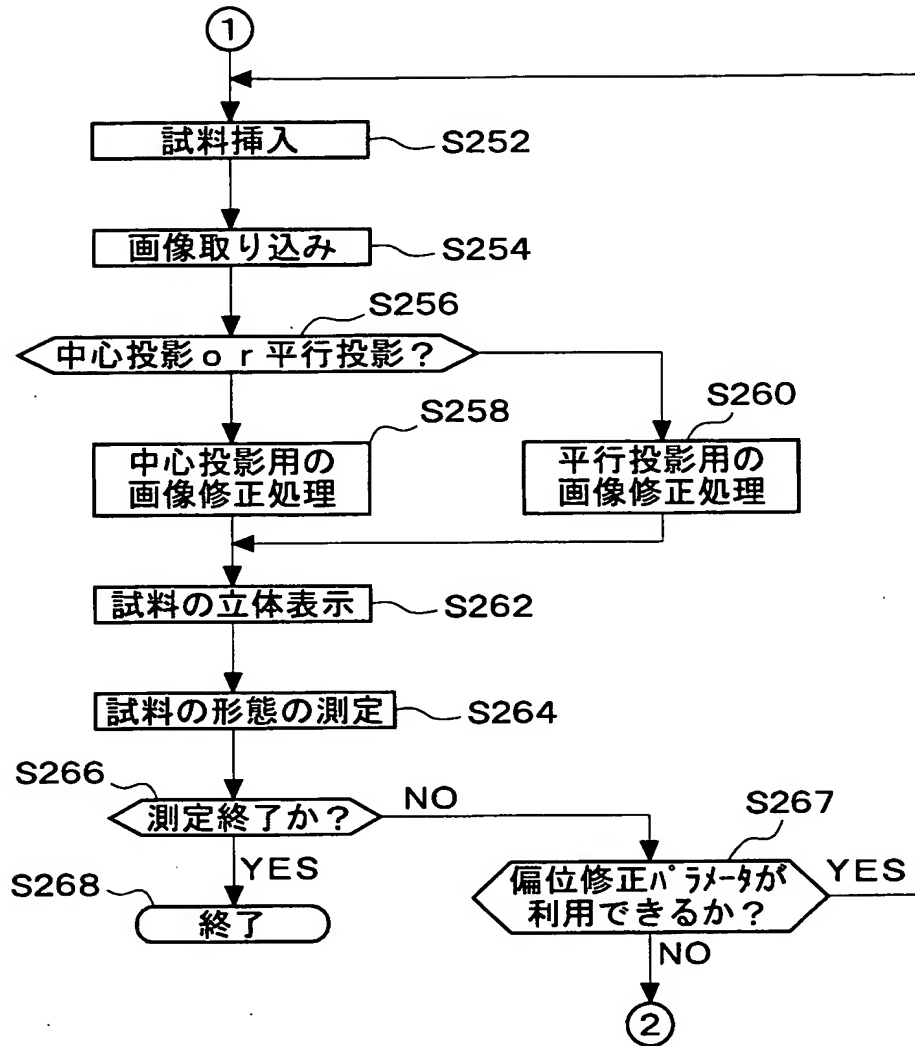 ①
試料挿入
S252
画像取り込み
S254
S256
中心投影or平行投影?
S258
中心投影用の
画像修正処理
S260
平行投影用の
画像修正処理
試料の立体表示
S262
試料の形態の測定
S264
S266
測定終了か?
NO
YES
S268
終了
S267
偏位修正パラメータが
利用できるか?
YES
NO
②